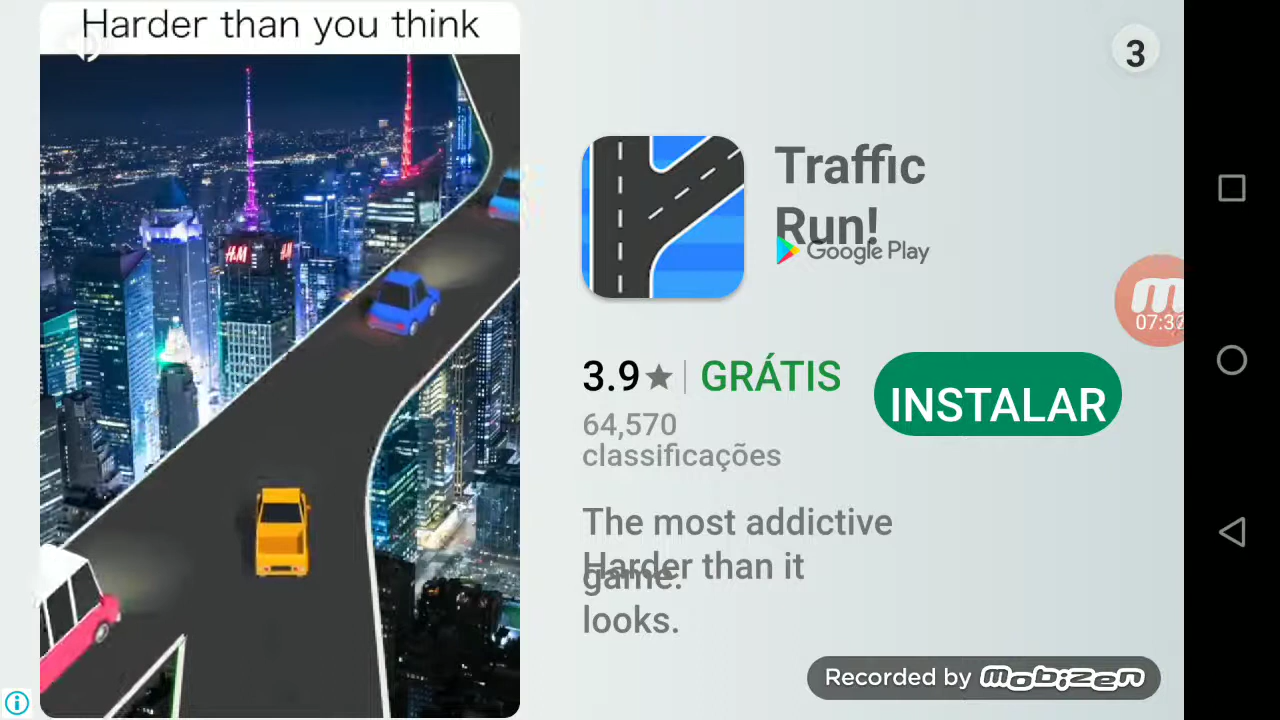 Harder than you think
H&M
H
3
Traffic
Run!
Google Play
07:32
3.9★ GRÁTIS
INSTALAR
64,570
classificações
The most addictive
game.
Harder than it
looks.
Recorded by mobizen